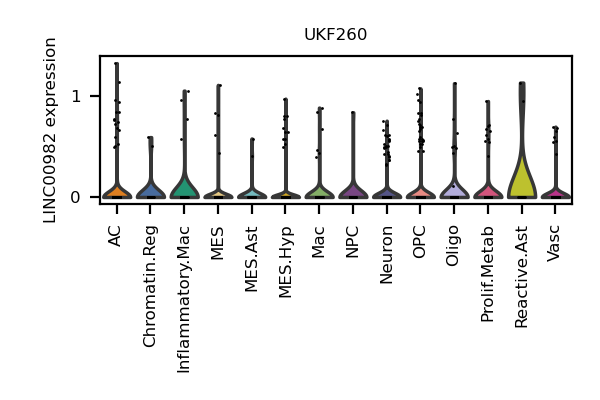 UKF260
LINC00982 expression
1
0
AC
Chromatin.Reg
Inflammatory.Mac
MES
MES.Ast
MES.Hyp
Mac
NPC
Neuron
OPC
Oligo
Prolif.Metab
Reactive.Ast
Vasc